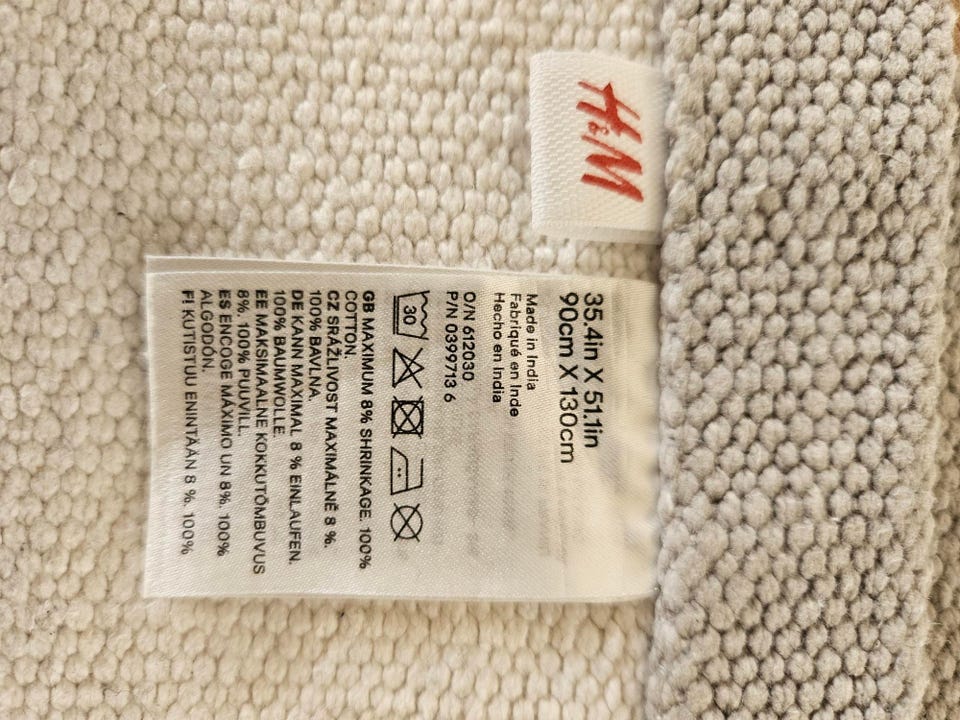 H&M
35.4in X 51.1in
90cm X 130cm
Made in India
Fabriqué en Inde
Hecho en India
O/N 612030
P/N 0399713 6
30
GB MAXIMUM 8% SHRINKAGE. 100%
COTTON.
CZ SRÁŽLIVOST MAXIMÁLNĚ 8 %.
100% BAVLNA.
DE KANN MAXIMAL 8 % EINLAUFEN.
100% BAUMWOLLE.
EE MAKSIMAALNE KOKKUTÕMBUVUS
8%. 100% PUUVILL.
ES ENCOGE MÁXIMO UN 8%. 100%
ALGODÓN.
FI KUTISTUU ENINTÄÄN 8 %. 100%